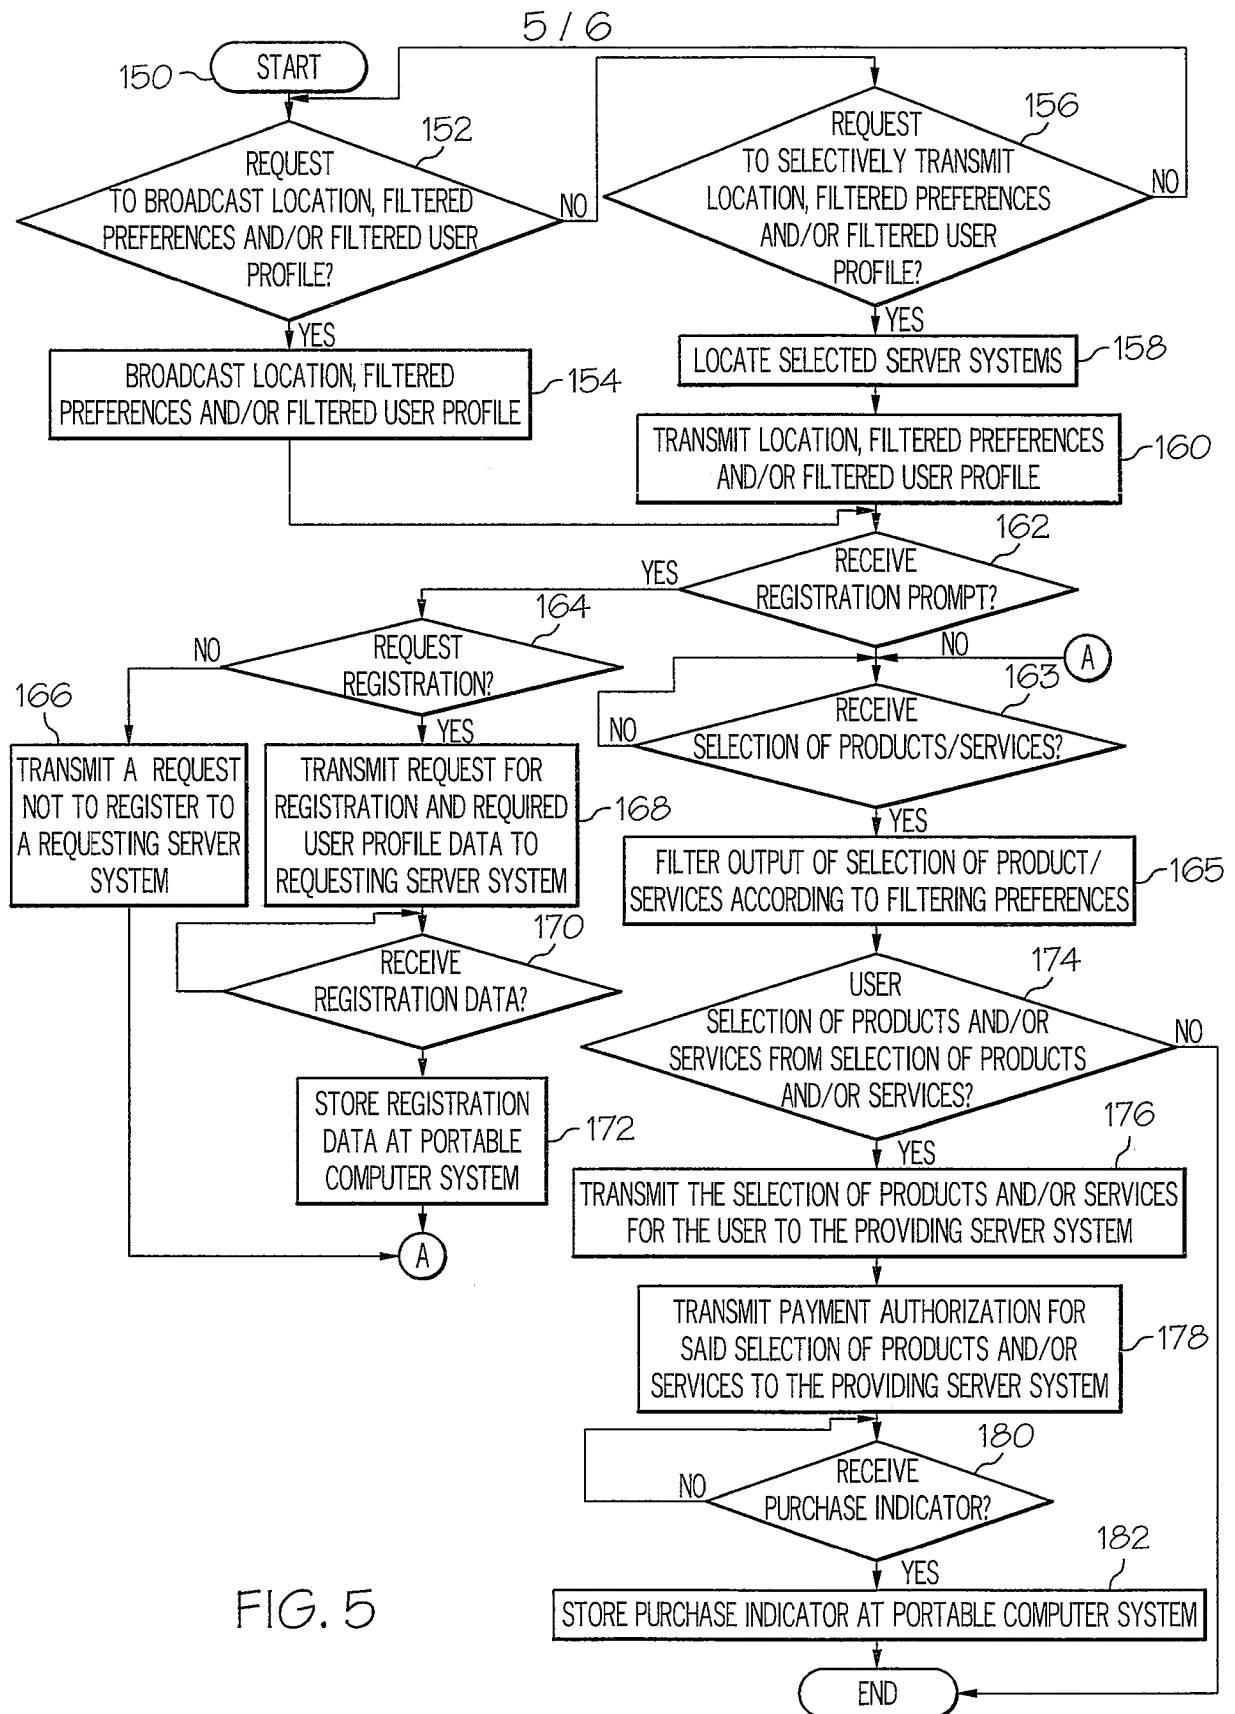 5/6
START
150
REQUEST
TO BROADCAST LOCATION, FILTERED
PREFERENCES AND/OR FILTERED USER
PROFILE?
152
NO
YES
REQUEST
TO SELECTIVELY TRANSMIT
LOCATION, FILTERED PREFERENCES
AND/OR FILTERED USER
PROFILE?
156
NO
YES
BROADCAST LOCATION, FILTERED
PREFERENCES AND/OR FILTERED USER PROFILE
154
LOCATE SELECTED SERVER SYSTEMS
158
TRANSMIT LOCATION, FILTERED PREFERENCES
AND/OR FILTERED USER PROFILE
160
RECEIVE
REGISTRATION PROMPT?
162
YES
NO
A
REQUEST
REGISTRATION?
164
NO
YES
RECEIVE
SELECTION OF PRODUCTS/SERVICES?
163
NO
YES
166
TRANSMIT A REQUEST
NOT TO REGISTER TO
A REQUESTING SERVER
SYSTEM
TRANSMIT REQUEST FOR
REGISTRATION AND REQUIRED
USER PROFILE DATA TO
REQUESTING SERVER SYSTEM
168
FILTER OUTPUT OF SELECTION OF PRODUCT/
SERVICES ACCORDING TO FILTERING PREFERENCES
165
RECEIVE
REGISTRATION DATA?
170
USER
SELECTION OF PRODUCTS AND/OR
SERVICES FROM SELECTION OF PRODUCTS
AND/OR SERVICES?
174
NO
YES
STORE REGISTRATION
DATA AT PORTABLE
COMPUTER SYSTEM
172
A
176
TRANSMIT THE SELECTION OF PRODUCTS AND/OR SERVICES
FOR THE USER TO THE PROVIDING SERVER SYSTEM
TRANSMIT PAYMENT AUTHORIZATION FOR
SAID SELECTION OF PRODUCTS AND/OR
SERVICES TO THE PROVIDING SERVER SYSTEM
178
RECEIVE
PURCHASE INDICATOR?
180
NO
YES
182
STORE PURCHASE INDICATOR AT PORTABLE COMPUTER SYSTEM
END
FIG. 5